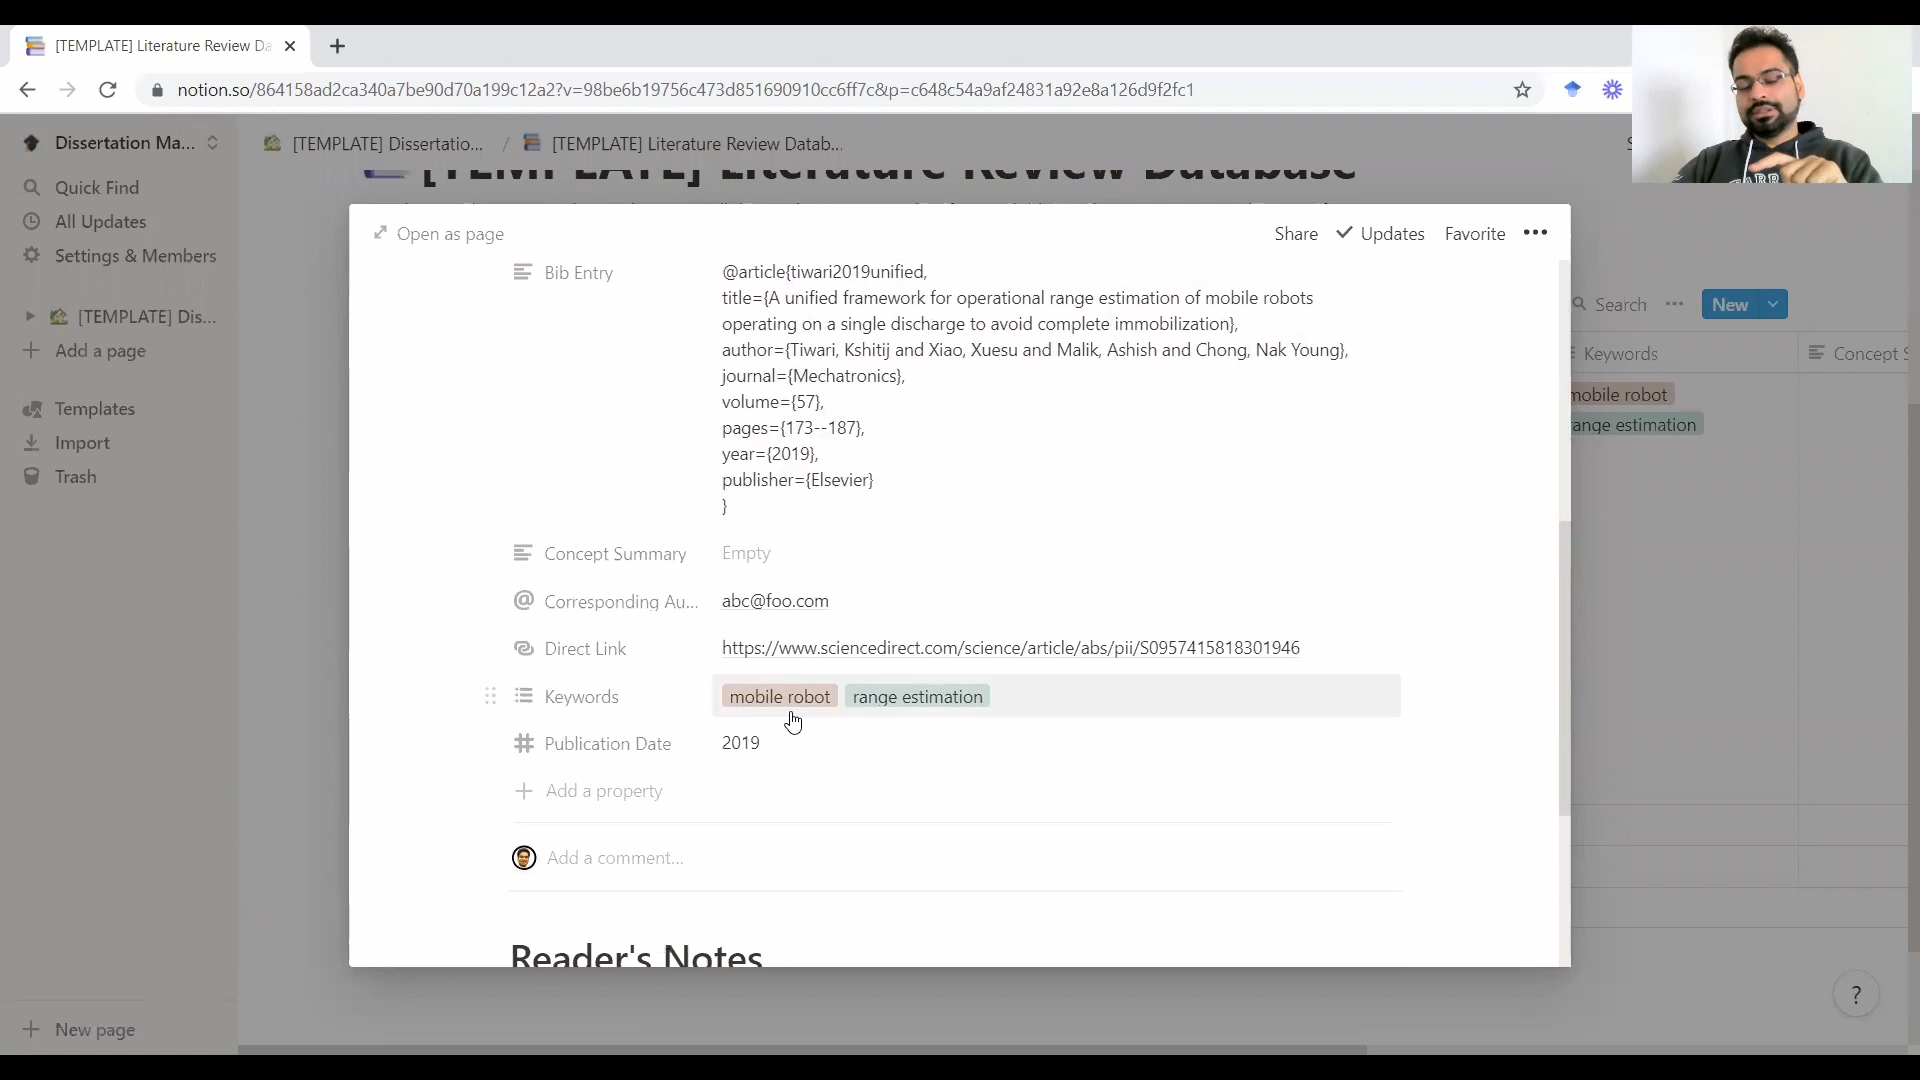 [TEMPLATE] Literature Review Da
notion.so/864158ad2ca340a7be90d70a199c12a2?v=98be6b19756c473d851690910cc6ff7c&p=c648c54a9af24831a92e8a126d9f2fc1
Dissertation Ma...
[TEMPLATE] Dissertatio... / [TEMPLATE] Literature Review Datab...
[TEMPLATE] Literature Review Database
Quick Find
All Updates
Settings & Members
[TEMPLATE] Dis...
Add a page
Templates
Import
Trash
New page
Open as page
Share Updates Favorite
Bib Entry
@article{tiwari2019unified,
title={A unified framework for operational range estimation of mobile robots
operating on a single discharge to avoid complete immobilization},
author={Tiwari, Kshitij and Xiao, Xuesu and Malik, Ashish and Chong, Nak Young},
journal={Mechatronics},
volume={57},
pages={173--187},
year={2019},
publisher={Elsevier}
}
Concept Summary Empty
Corresponding Au... abc@foo.com
Direct Link https://www.sciencedirect.com/science/article/abs/pii/S0957415818301946
Keywords mobile robot range estimation
Publication Date 2019
Add a property
Add a comment...
Reader's Notes
Search New
Keywords Concept S
mobile robot
range estimation
?